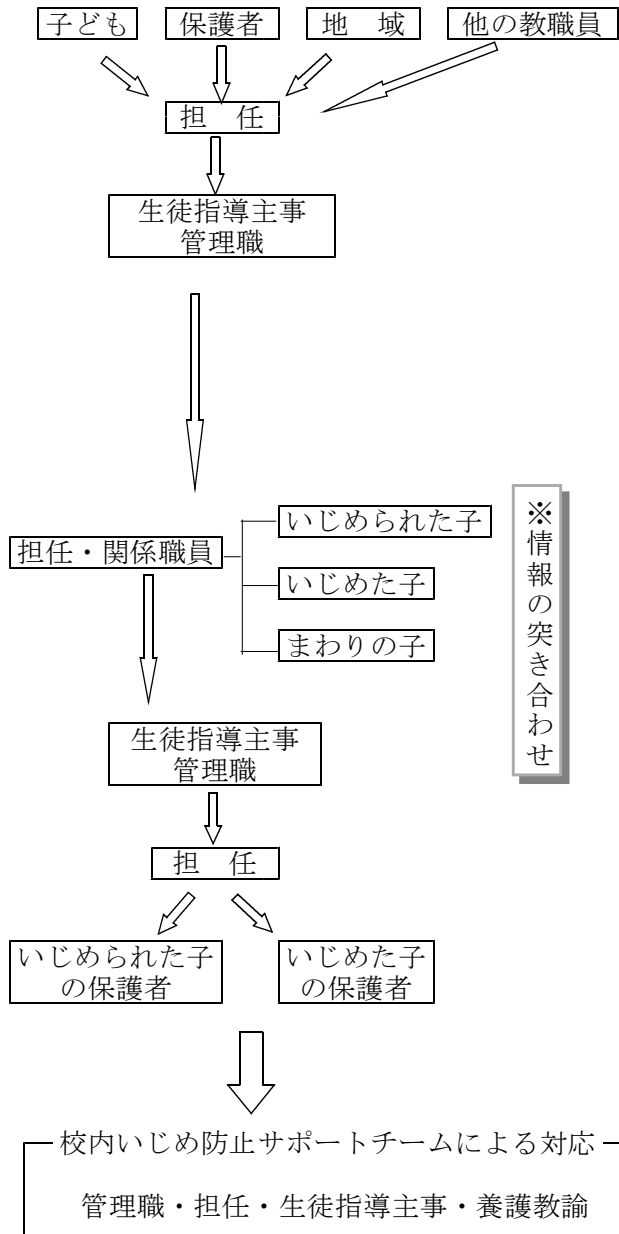 子ども
保護者
地　域
他の教職員
担　任
生徒指導主事
管理職
担任・関係職員
いじめられた子
いじめた子
まわりの子
※情報の突き合わせ
生徒指導主事
管理職
担　任
いじめられた子
の保護者
いじめた子
の保護者
校内いじめ防止サポートチームによる対応
管理職・担任・生徒指導主事・養護教諭